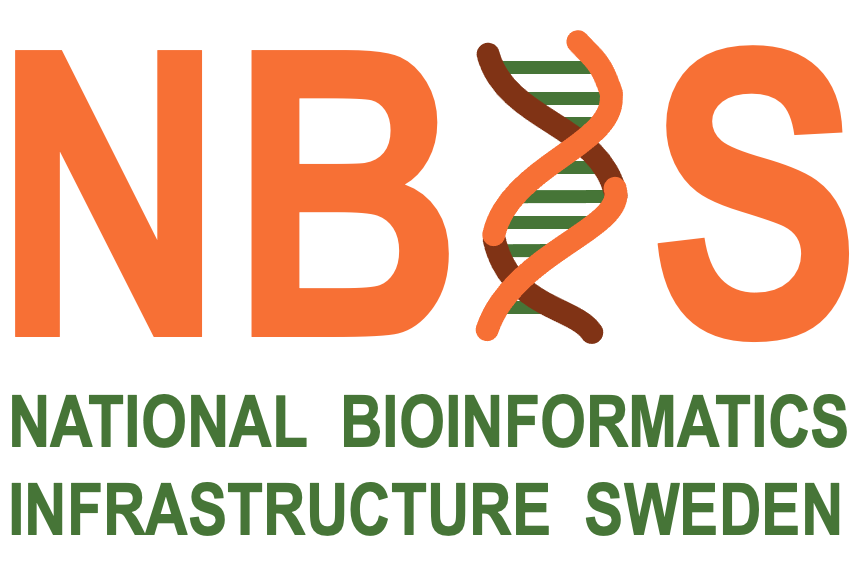 NBIS
NATIONAL BIOINFORMATICS
INFRASTRUCTURE SWEDEN